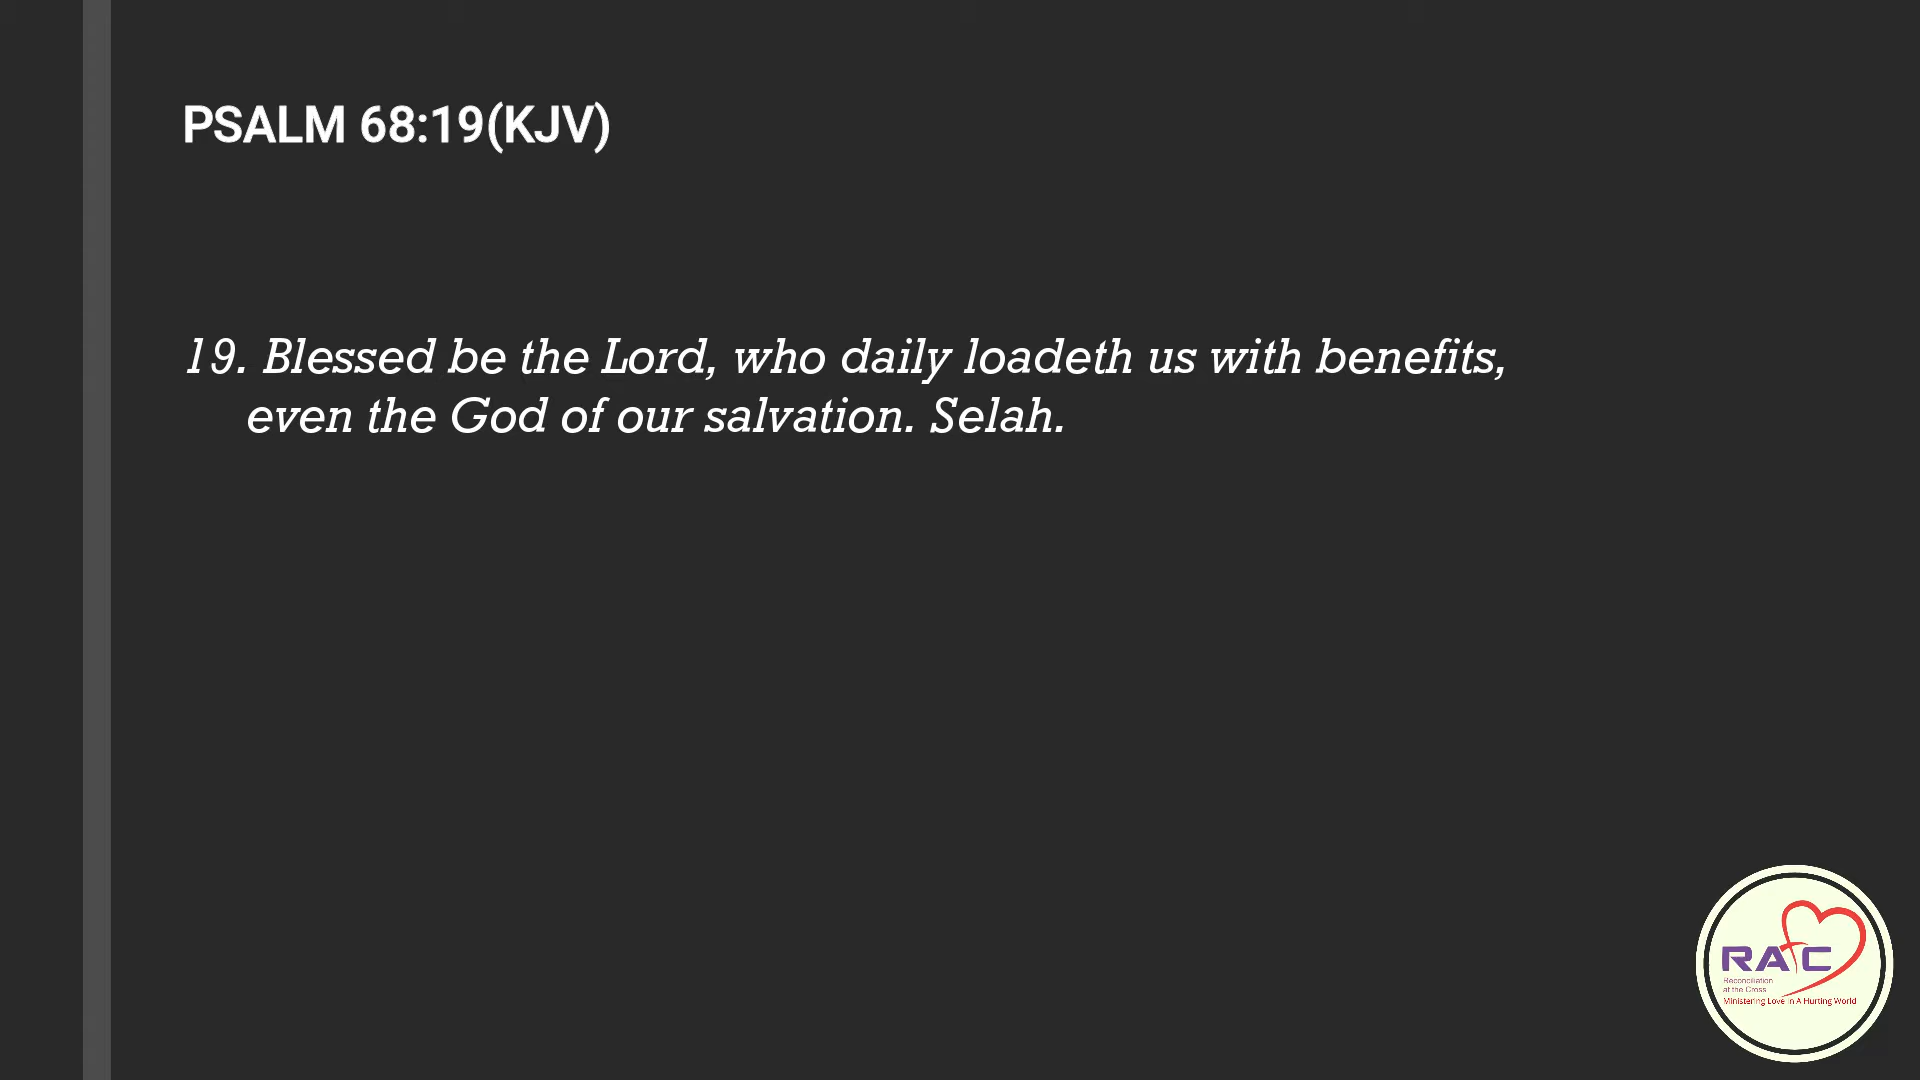 PSALM 68:19(KJV)
19. Blessed be the Lord, who daily loadeth us with benefits,
even the God of our salvation. Selah.
RAC
Reconciliation
at the Cross
Ministering Love In A Hurting World